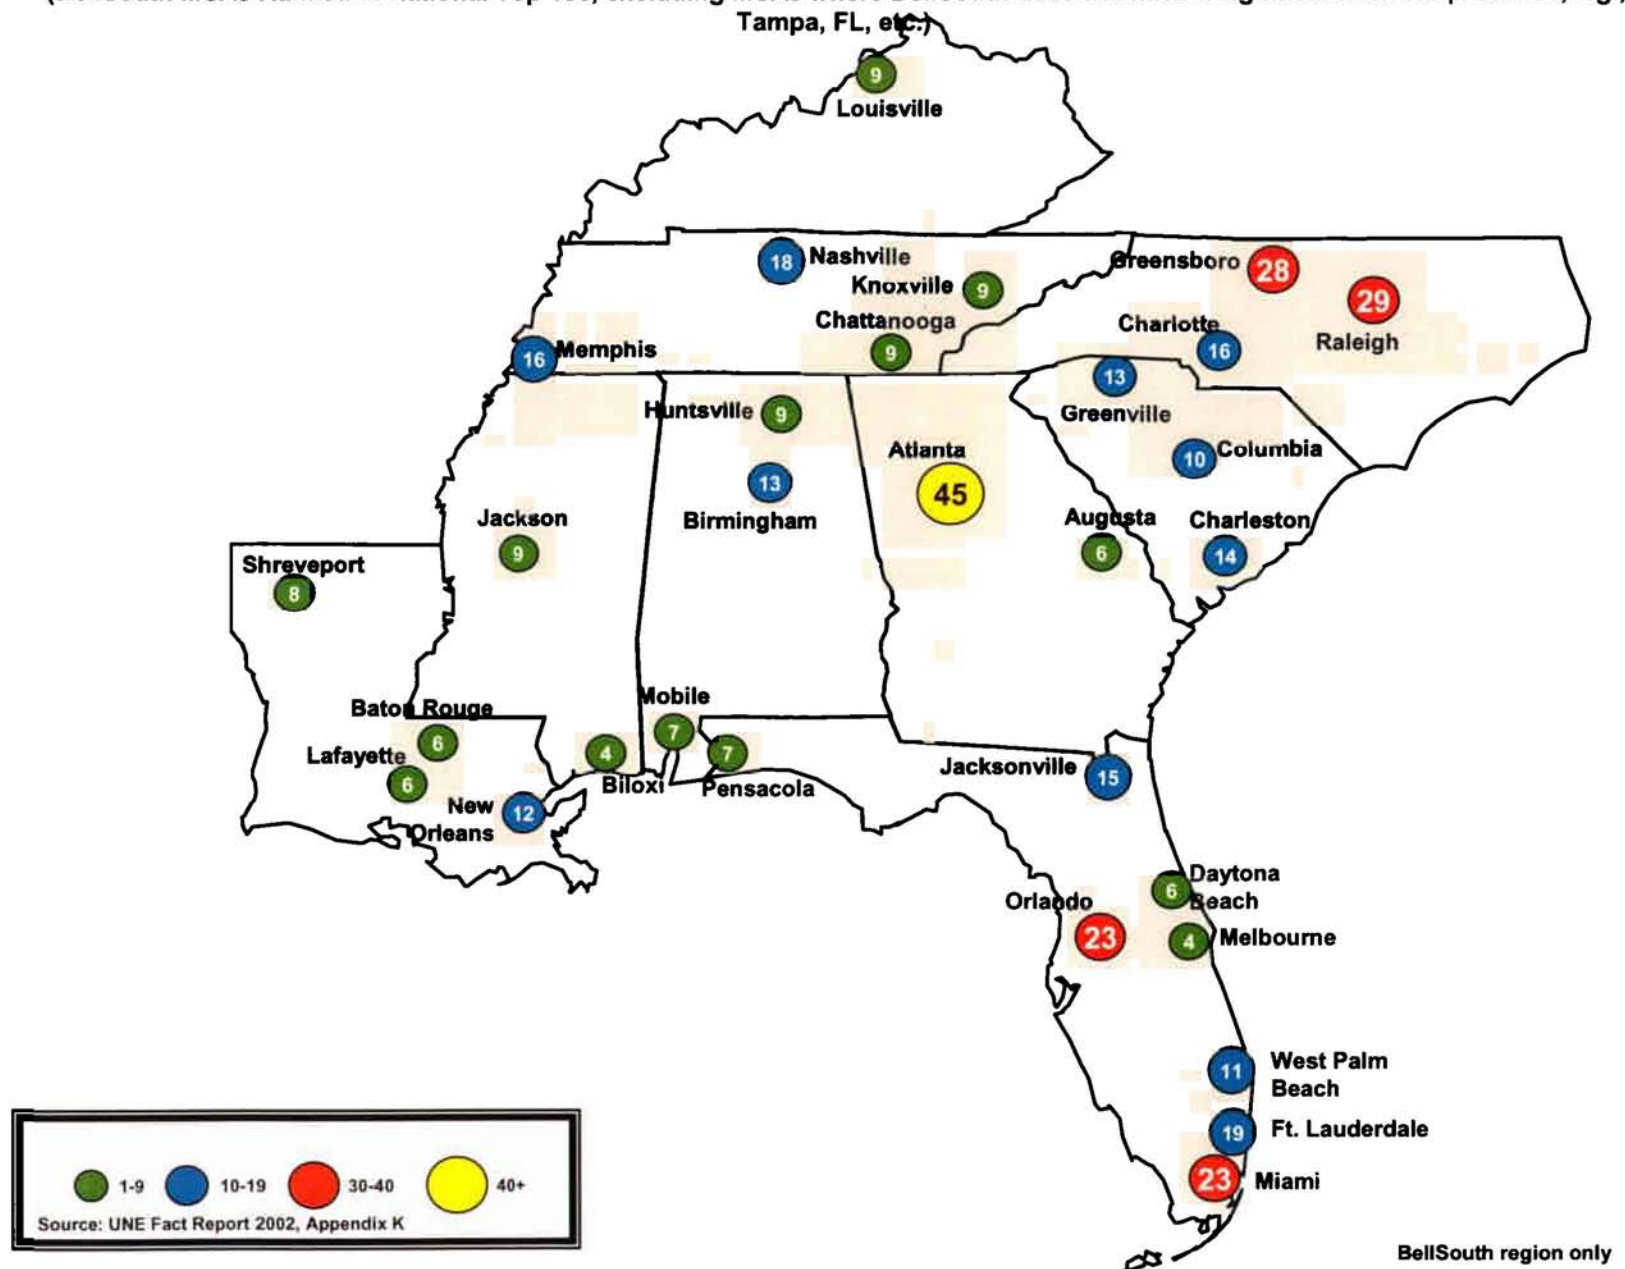 Tampa, FL, etc.)
9
Louisville
18 Nashville
Knoxville 9
Chattanooga
9
Greensboro 28
29
Raleigh
Charlotte
16
16 Memphis
13
Greenville
Huntsville 9
Atlanta
45
10 Columbia
13
Birmingham
Jackson
9
Augusta
6
Charleston
14
Shreveport
8
Baton Rouge
6
Lafayette
6
New
Orleans
12
Mobile
7
4
Biloxi
7
Pensacola
Jacksonville
15
Daytona
Beach
6
Orlando
23
4 Melbourne
11
West Palm
Beach
19 Ft. Lauderdale
23 Miami
1-9
10-19
30-40
40+
Source: UNE Fact Report 2002, Appendix K
BellSouth region only